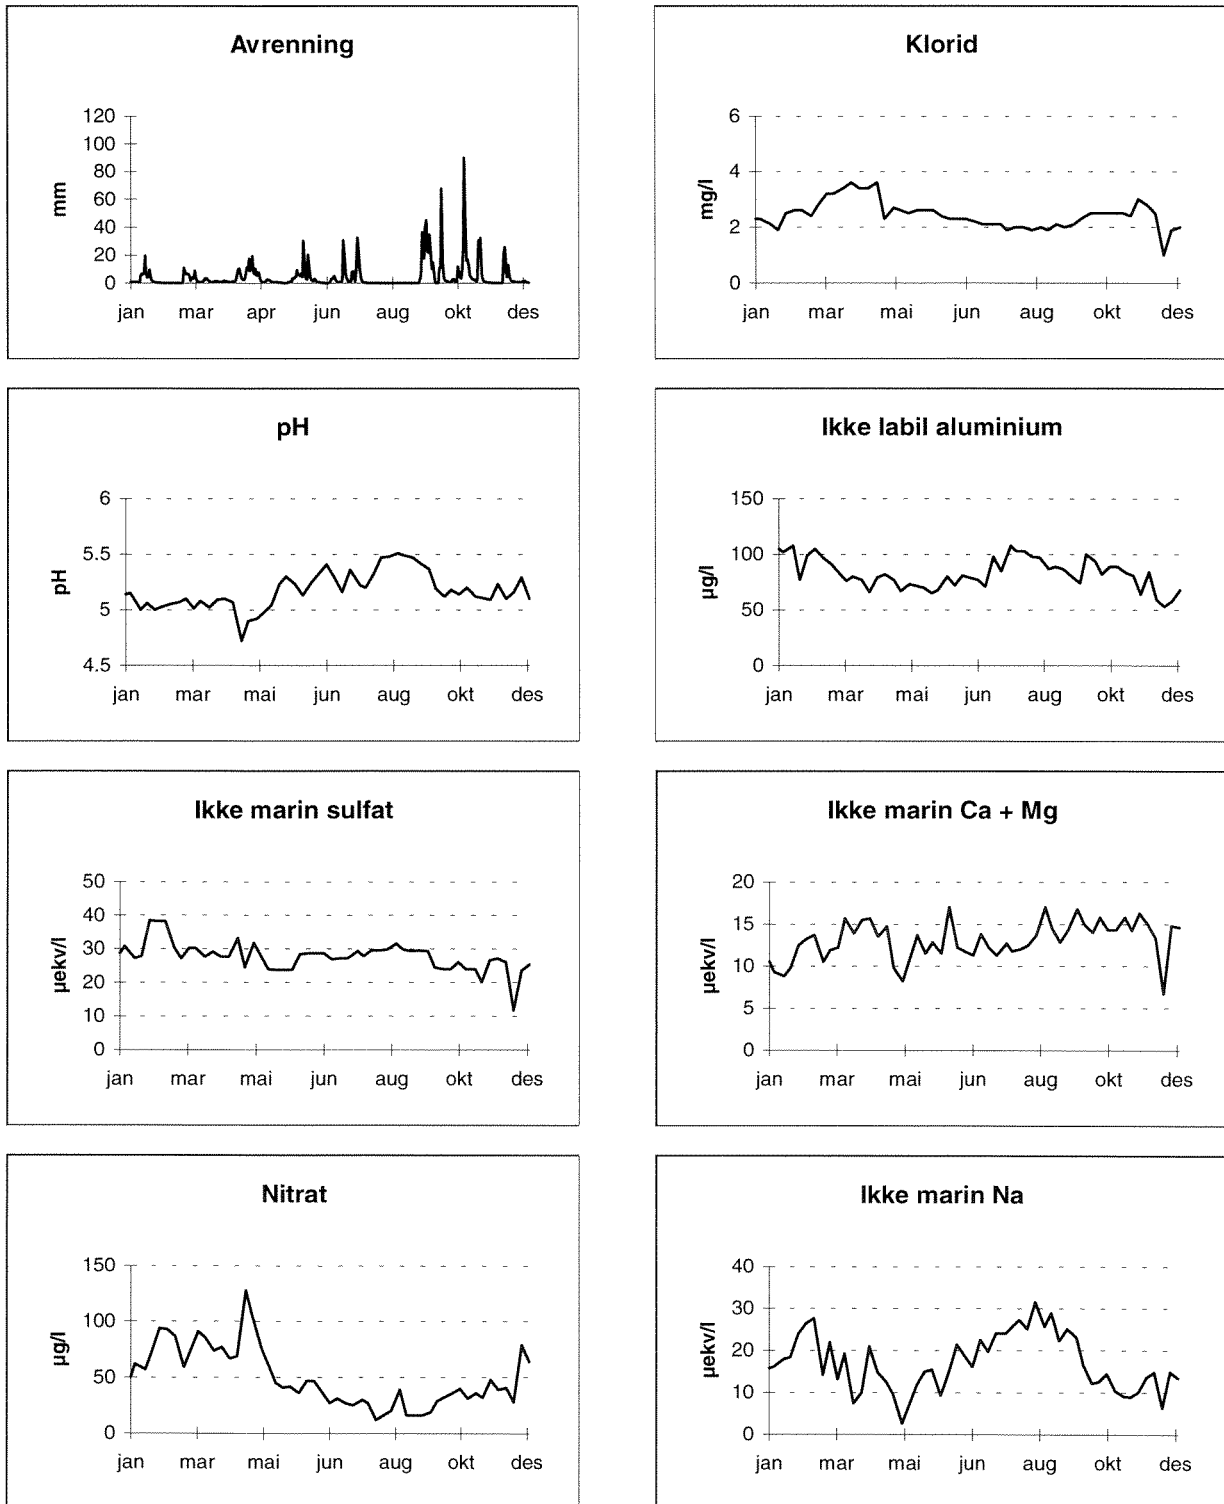 Avrenning
120
100
80
60
40
20
0
mm
jan mar apr jun aug okt des
Klorid
6
4
2
0
mg/l
jan mar mai jun aug okt des
pH
6
5.5
5
4.5
pH
jan mar mai jun aug okt des
Ikke labil aluminium
150
100
50
0
µg/l
jan mar mai jun aug okt des
Ikke marin sulfat
50
40
30
20
10
0
µekv/l
jan mar mai jun aug okt des
Ikke marin Ca + Mg
20
15
10
5
0
µekv/l
jan mar mai jun aug okt des
Nitrat
150
100
50
0
µg/l
jan mar mai jun aug okt des
Ikke marin Na
40
30
20
10
0
µekv/l
jan mar mai jun aug okt des